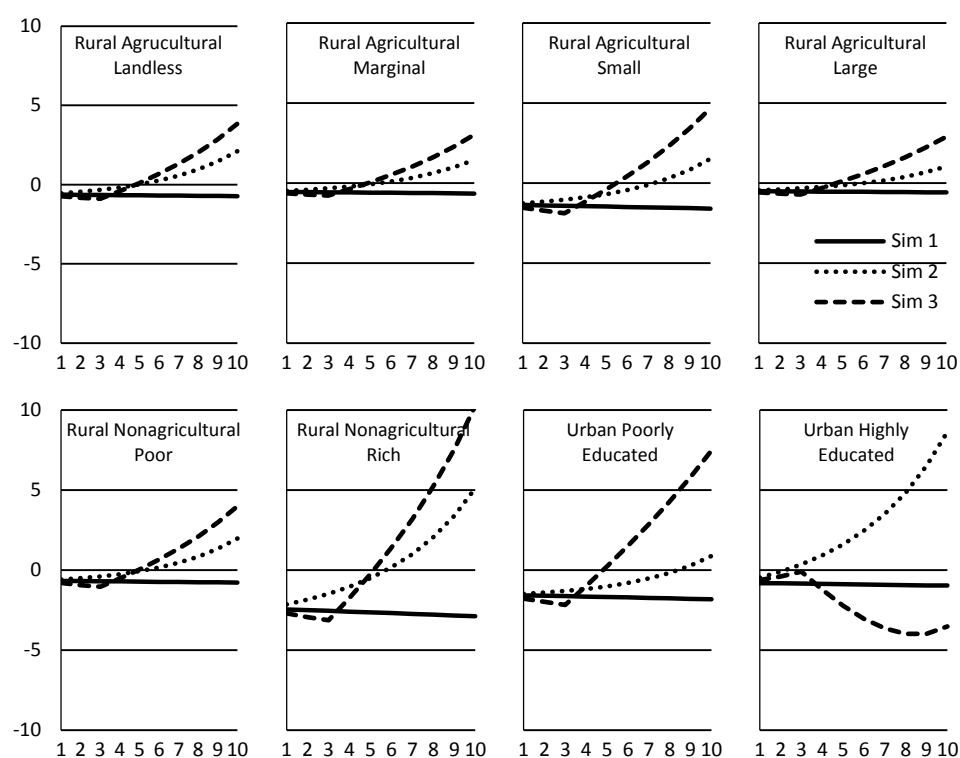 10
Rural Agrucultural
Landless
Rural Agricultural
Marginal
Rural Agricultural
Small
Rural Agricultural
Large
5
0
Sim 1
-5
Sim 2
Sim 3
-10
1 2 3 4 5 6 7 8 9 10
1 2 3 4 5 6 7 8 9 10
1 2 3 4 5 6 7 8 9 10
1 2 3 4 5 6 7 8 9 10
10
Rural Nonagricultural
Poor
Rural Nonagricultural
Rich
Urban Poorly
Educated
Urban Highly
Educated
5
0
-5
-10
1 2 3 4 5 6 7 8 9 10
1 2 3 4 5 6 7 8 9 10
1 2 3 4 5 6 7 8 9 10
1 2 3 4 5 6 7 8 9 10